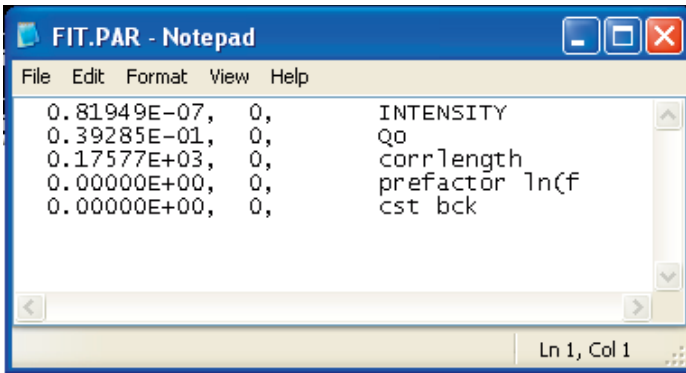 FIT.PAR - Notepad
File Edit Format View Help
0.81949E-07, 0, INTENSITY
0.39285E-01, 0, Qo
0.17577E+03, 0, corrlength
0.00000E+00, 0, prefactor ln(f
0.00000E+00, 0, cst bck
Ln 1, Col 1